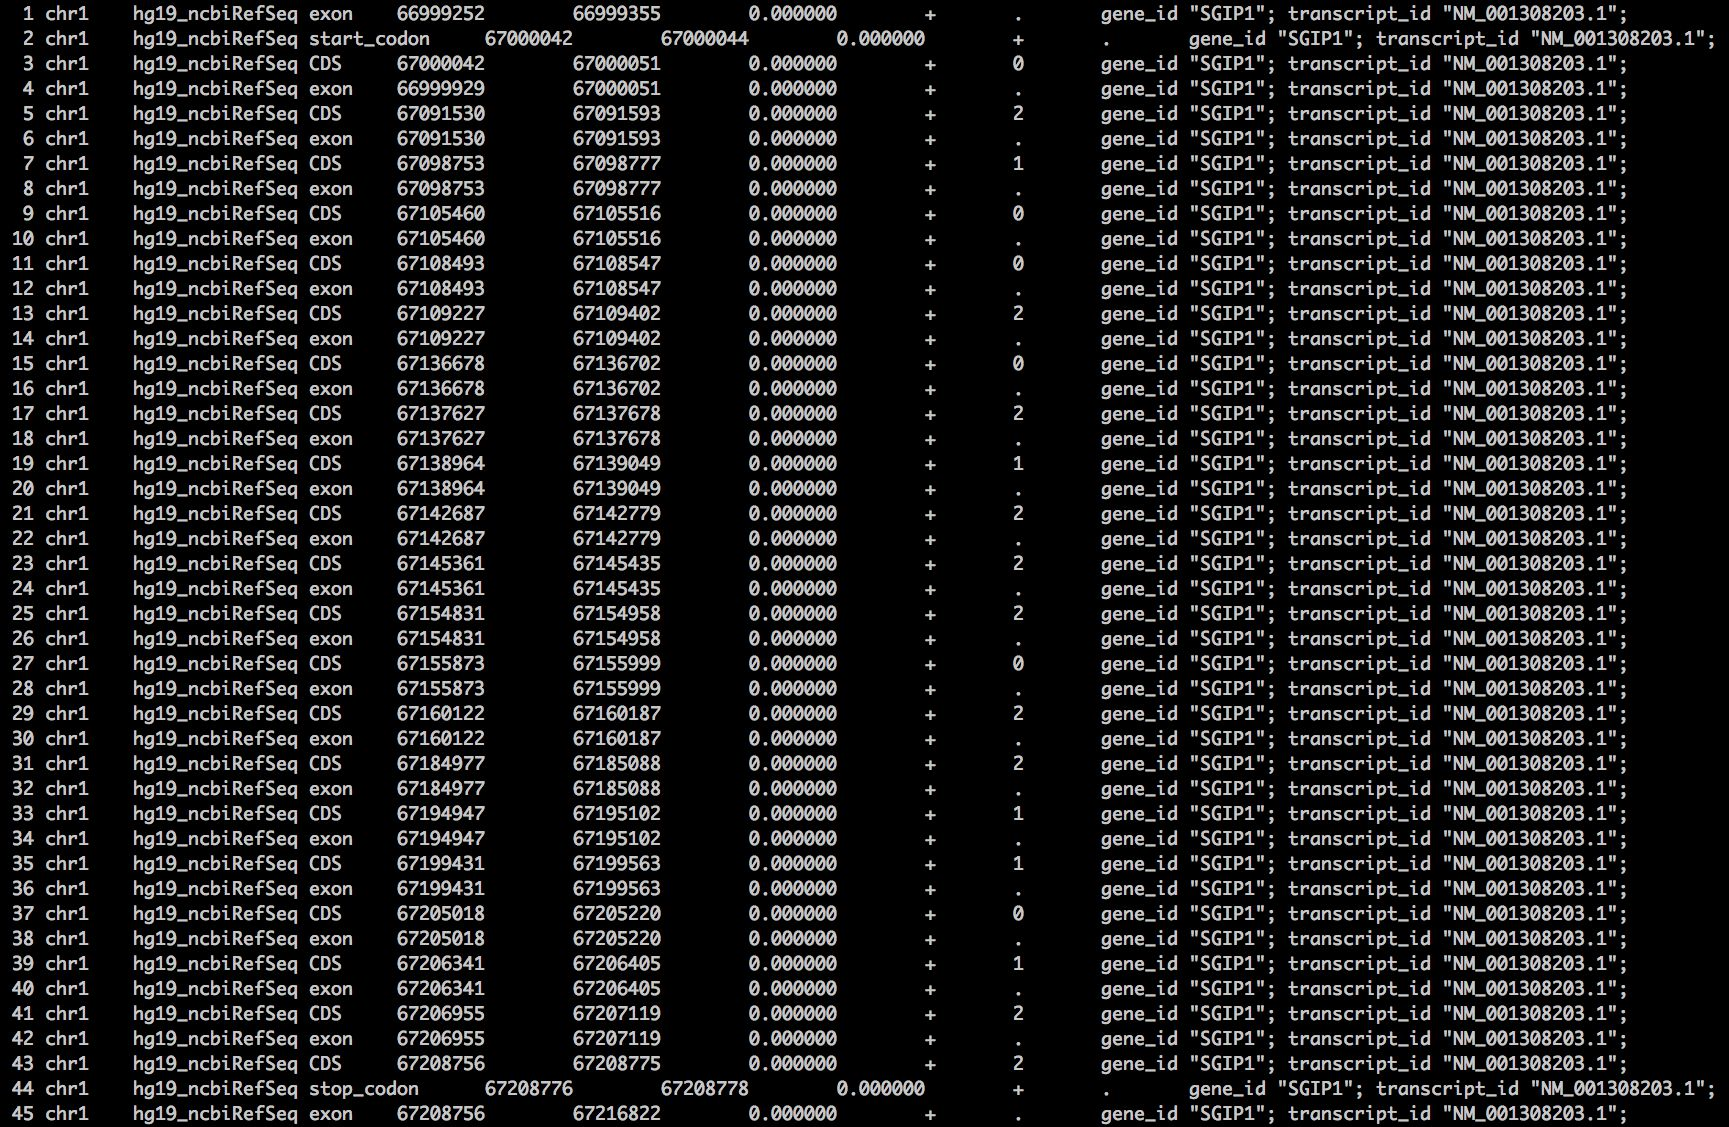 1 chr1 hg19_ncbiRefSeq exon 66999252 66999355 0.000000 + . gene_id "SGIP1"; transcript_id "NM_001308203.1";
2 chr1 hg19_ncbiRefSeq start_codon 67000042 67000044 0.000000 + . gene_id "SGIP1"; transcript_id "NM_001308203.1";
3 chr1 hg19_ncbiRefSeq CDS 67000042 67000051 0.000000 + 0 gene_id "SGIP1"; transcript_id "NM_001308203.1";
4 chr1 hg19_ncbiRefSeq exon 66999929 67000051 0.000000 + . gene_id "SGIP1"; transcript_id "NM_001308203.1";
5 chr1 hg19_ncbiRefSeq CDS 67091530 67091593 0.000000 + 2 gene_id "SGIP1"; transcript_id "NM_001308203.1";
6 chr1 hg19_ncbiRefSeq exon 67091530 67091593 0.000000 + . gene_id "SGIP1"; transcript_id "NM_001308203.1";
7 chr1 hg19_ncbiRefSeq CDS 67098753 67098777 0.000000 + 1 gene_id "SGIP1"; transcript_id "NM_001308203.1";
8 chr1 hg19_ncbiRefSeq exon 67098753 67098777 0.000000 + . gene_id "SGIP1"; transcript_id "NM_001308203.1";
9 chr1 hg19_ncbiRefSeq CDS 67105460 67105516 0.000000 + 0 gene_id "SGIP1"; transcript_id "NM_001308203.1";
10 chr1 hg19_ncbiRefSeq exon 67105460 67105516 0.000000 + . gene_id "SGIP1"; transcript_id "NM_001308203.1";
11 chr1 hg19_ncbiRefSeq CDS 67108493 67108547 0.000000 + 0 gene_id "SGIP1"; transcript_id "NM_001308203.1";
12 chr1 hg19_ncbiRefSeq exon 67108493 67108547 0.000000 + . gene_id "SGIP1"; transcript_id "NM_001308203.1";
13 chr1 hg19_ncbiRefSeq CDS 67109227 67109402 0.000000 + 2 gene_id "SGIP1"; transcript_id "NM_001308203.1";
14 chr1 hg19_ncbiRefSeq exon 67109227 67109402 0.000000 + . gene_id "SGIP1"; transcript_id "NM_001308203.1";
15 chr1 hg19_ncbiRefSeq CDS 67136678 67136702 0.000000 + 0 gene_id "SGIP1"; transcript_id "NM_001308203.1";
16 chr1 hg19_ncbiRefSeq exon 67136678 67136702 0.000000 + . gene_id "SGIP1"; transcript_id "NM_001308203.1";
17 chr1 hg19_ncbiRefSeq CDS 67137627 67137678 0.000000 + 2 gene_id "SGIP1"; transcript_id "NM_001308203.1";
18 chr1 hg19_ncbiRefSeq exon 67137627 67137678 0.000000 + . gene_id "SGIP1"; transcript_id "NM_001308203.1";
19 chr1 hg19_ncbiRefSeq CDS 67138964 67139049 0.000000 + 1 gene_id "SGIP1"; transcript_id "NM_001308203.1";
20 chr1 hg19_ncbiRefSeq exon 67138964 67139049 0.000000 + . gene_id "SGIP1"; transcript_id "NM_001308203.1";
21 chr1 hg19_ncbiRefSeq CDS 67142687 67142779 0.000000 + 2 gene_id "SGIP1"; transcript_id "NM_001308203.1";
22 chr1 hg19_ncbiRefSeq exon 67142687 67142779 0.000000 + . gene_id "SGIP1"; transcript_id "NM_001308203.1";
23 chr1 hg19_ncbiRefSeq CDS 67145361 67145435 0.000000 + 2 gene_id "SGIP1"; transcript_id "NM_001308203.1";
24 chr1 hg19_ncbiRefSeq exon 67145361 67145435 0.000000 + . gene_id "SGIP1"; transcript_id "NM_001308203.1";
25 chr1 hg19_ncbiRefSeq CDS 67154831 67154958 0.000000 + 2 gene_id "SGIP1"; transcript_id "NM_001308203.1";
26 chr1 hg19_ncbiRefSeq exon 67154831 67154958 0.000000 + . gene_id "SGIP1"; transcript_id "NM_001308203.1";
27 chr1 hg19_ncbiRefSeq CDS 67155873 67155999 0.000000 + 0 gene_id "SGIP1"; transcript_id "NM_001308203.1";
28 chr1 hg19_ncbiRefSeq exon 67155873 67155999 0.000000 + . gene_id "SGIP1"; transcript_id "NM_001308203.1";
29 chr1 hg19_ncbiRefSeq CDS 67160122 67160187 0.000000 + 2 gene_id "SGIP1"; transcript_id "NM_001308203.1";
30 chr1 hg19_ncbiRefSeq exon 67160122 67160187 0.000000 + . gene_id "SGIP1"; transcript_id "NM_001308203.1";
31 chr1 hg19_ncbiRefSeq CDS 67184977 67185088 0.000000 + 2 gene_id "SGIP1"; transcript_id "NM_001308203.1";
32 chr1 hg19_ncbiRefSeq exon 67184977 67185088 0.000000 + . gene_id "SGIP1"; transcript_id "NM_001308203.1";
33 chr1 hg19_ncbiRefSeq CDS 67194947 67195102 0.000000 + 1 gene_id "SGIP1"; transcript_id "NM_001308203.1";
34 chr1 hg19_ncbiRefSeq exon 67194947 67195102 0.000000 + . gene_id "SGIP1"; transcript_id "NM_001308203.1";
35 chr1 hg19_ncbiRefSeq CDS 67199431 67199563 0.000000 + 1 gene_id "SGIP1"; transcript_id "NM_001308203.1";
36 chr1 hg19_ncbiRefSeq exon 67199431 67199563 0.000000 + . gene_id "SGIP1"; transcript_id "NM_001308203.1";
37 chr1 hg19_ncbiRefSeq CDS 67205018 67205220 0.000000 + 0 gene_id "SGIP1"; transcript_id "NM_001308203.1";
38 chr1 hg19_ncbiRefSeq exon 67205018 67205220 0.000000 + . gene_id "SGIP1"; transcript_id "NM_001308203.1";
39 chr1 hg19_ncbiRefSeq CDS 67206341 67206405 0.000000 + 1 gene_id "SGIP1"; transcript_id "NM_001308203.1";
40 chr1 hg19_ncbiRefSeq exon 67206341 67206405 0.000000 + . gene_id "SGIP1"; transcript_id "NM_001308203.1";
41 chr1 hg19_ncbiRefSeq CDS 67206955 67207119 0.000000 + 2 gene_id "SGIP1"; transcript_id "NM_001308203.1";
42 chr1 hg19_ncbiRefSeq exon 67206955 67207119 0.000000 + . gene_id "SGIP1"; transcript_id "NM_001308203.1";
43 chr1 hg19_ncbiRefSeq CDS 67208756 67208775 0.000000 + 2 gene_id "SGIP1"; transcript_id "NM_001308203.1";
44 chr1 hg19_ncbiRefSeq stop_codon 67208776 67208778 0.000000 + . gene_id "SGIP1"; transcript_id "NM_001308203.1";
45 chr1 hg19_ncbiRefSeq exon 67208756 67216822 0.000000 + . gene_id "SGIP1"; transcript_id "NM_001308203.1";